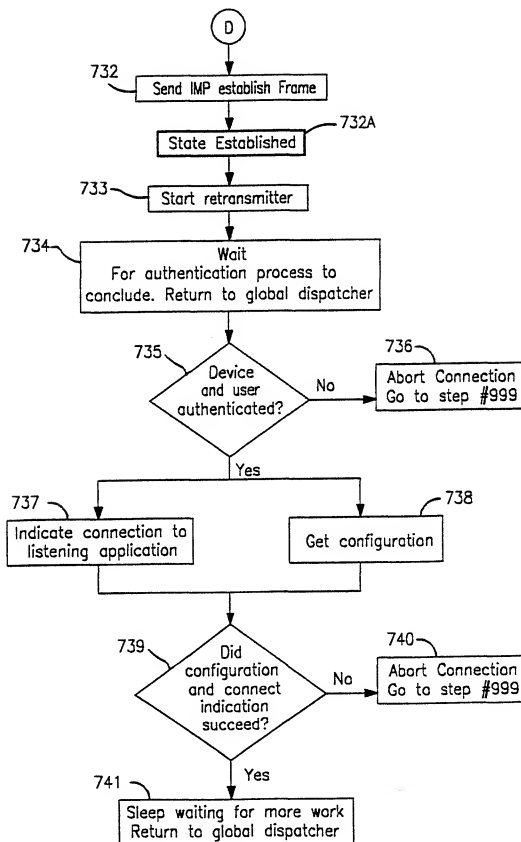 D
732
Send IMP establish Frame
732A
State Established
733
Start retransmitter
734
Wait
For authentication process to
conclude. Return to global dispatcher
735
Device
and user
authenticated?
No
736
Abort Connection
Go to step #999
Yes
737
Indicate connection to
listening application
738
Get configuration
739
Did
configuration
and connect
indication
succeed?
No
740
Abort Connection
Go to step #999
Yes
741
Sleep waiting for more work
Return to global dispatcher